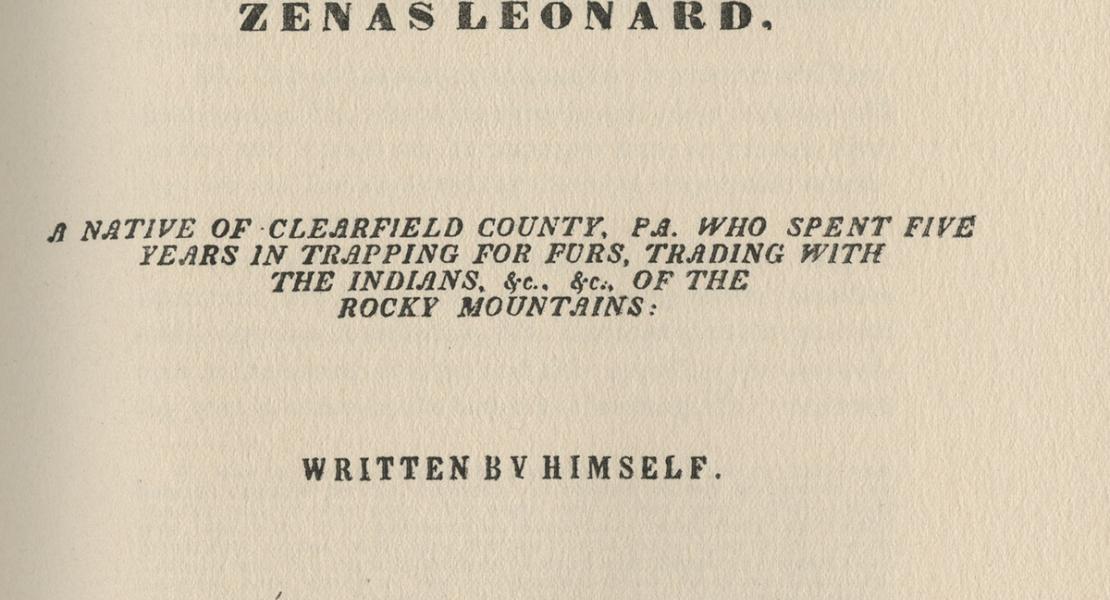 ZENAS LEONARD,
A NATIVE OF CLEARFIELD COUNTY, PA. WHO SPENT FIVE
YEARS IN TRAPPING FOR FURS, TRADING WITH
THE INDIANS, &c., &c., OF THE
ROCKY MOUNTAINS:
WRITTEN BY HIMSELF.